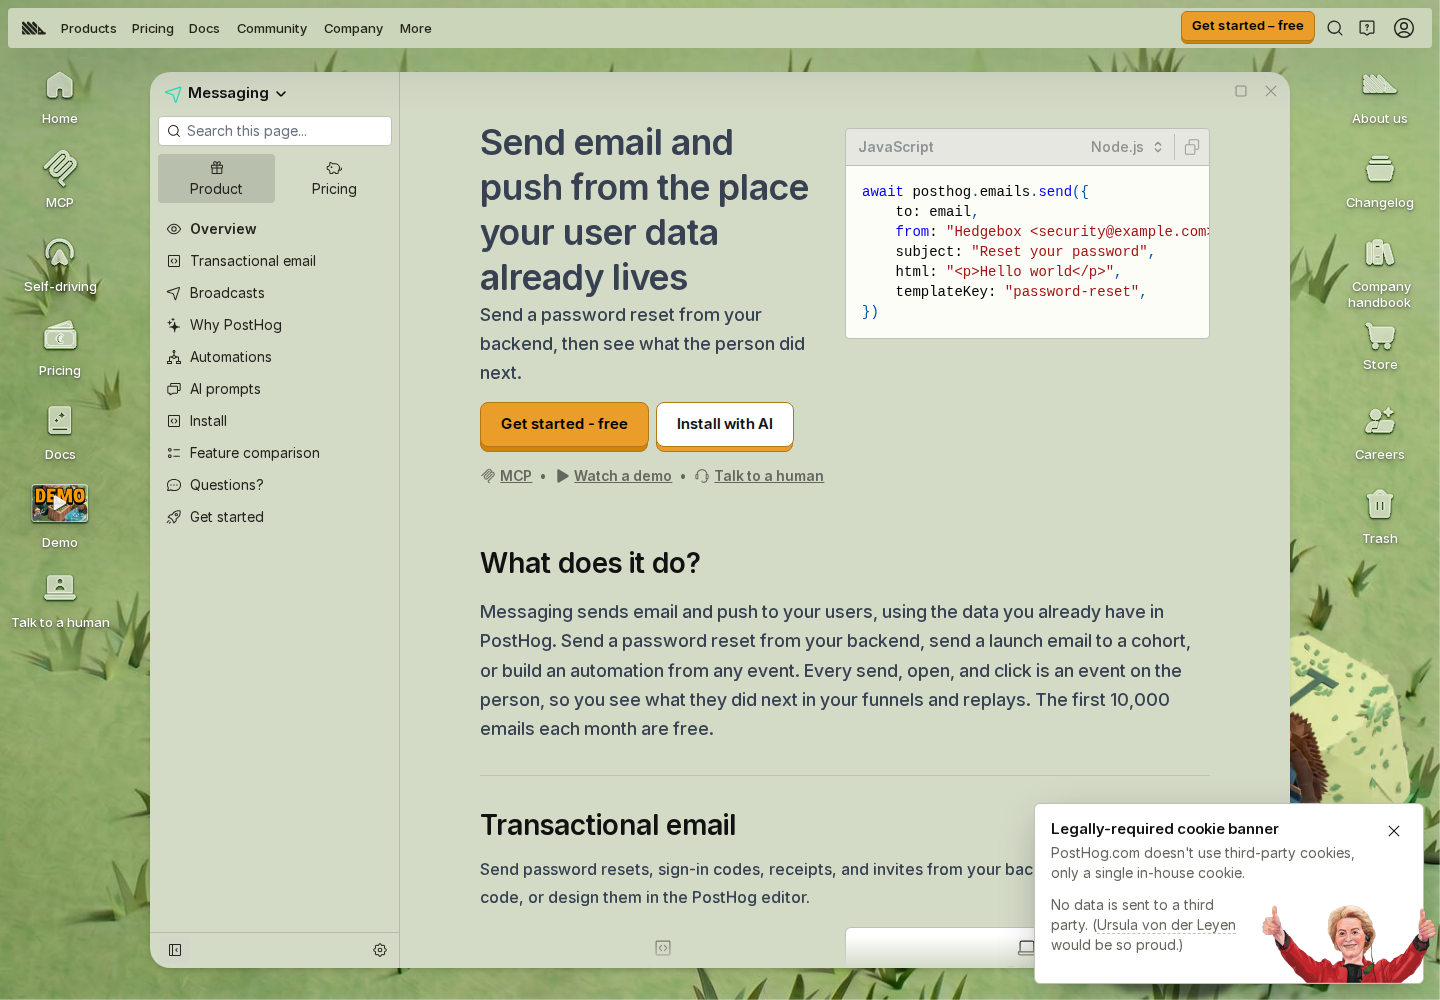 Products Pricing Docs Community Company More
Get started – free
Home
MCP
Self-driving
Pricing
Docs
DEMO
Demo
Talk to a human
Messaging
Search this page...
Product
Pricing
Overview
Transactional email
Broadcasts
Why PostHog
Automations
AI prompts
Install
Feature comparison
Questions?
Get started
Send email and
push from the place
your user data
already lives
Send a password reset from your
backend, then see what the person did
next.
Get started - free
Install with AI
MCP • Watch a demo • Talk to a human
JavaScript
Node.js
await posthog.emails.send({
to: email,
from: "Hedgebox <security@example.com>
subject: "Reset your password",
html: "<p>Hello world</p>",
templateKey: "password-reset",
})
What does it do?
Messaging sends email and push to your users, using the data you already have in
PostHog. Send a password reset from your backend, send a launch email to a cohort,
or build an automation from any event. Every send, open, and click is an event on the
person, so you see what they did next in your funnels and replays. The first 10,000
emails each month are free.
Transactional email
Send password resets, sign-in codes, receipts, and invites from your bac
code, or design them in the PostHog editor.
About us
Changelog
Company
handbook
Store
Careers
Trash
Legally-required cookie banner
PostHog.com doesn't use third-party cookies,
only a single in-house cookie.
No data is sent to a third
party. (Ursula von der Leyen
would be so proud.)